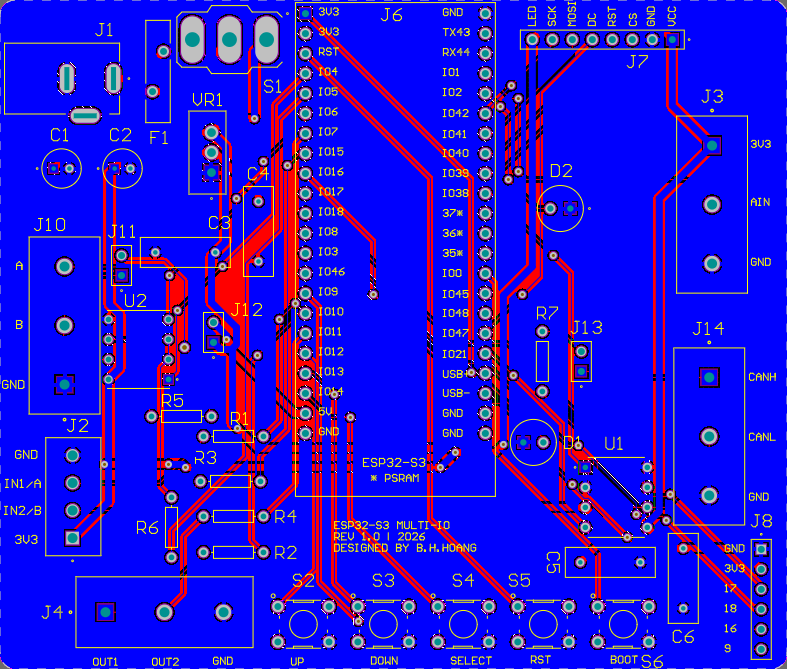 J6
3V3
3V3
RST
IO4
IO5
IO6
IO7
IO15
IO16
IO17
IO18
IO8
IO3
IO46
IO9
IO10
IO11
IO12
IO13
IO14
5V
GND
GND
TX43
RX44
IO1
IO2
IO42
IO41
IO40
IO39
IO38
37*
36*
35*
IO0
IO45
IO48
IO47
IO21
USB+
USB-
GND
GND
ESP32-S3
* PSRAM
LED
SCK
MOSI
DC
RST
CS
GND
VCC
J7
J1
S1
F1
VR1
C1
C2
C4
C3
J3
3V3
AIN
GND
D2
J10
A
B
GND
J11
U2
J12
R7
J13
J14
CANH
CANL
GND
R5
R1
D1
U1
J2
GND
IN1/A
IN2/B
3V3
R3
R4
R6
R2
ESP32-S3 MULTI-IO
REV 1.0 | 2026
DESIGNED BY B.H.HOANG
C5
C6
J8
GND
3V3
17
18
16
9
J4
OUT1
OUT2
GND
S2
S3
S4
S5
S6
UP
DOWN
SELECT
RST
BOOT